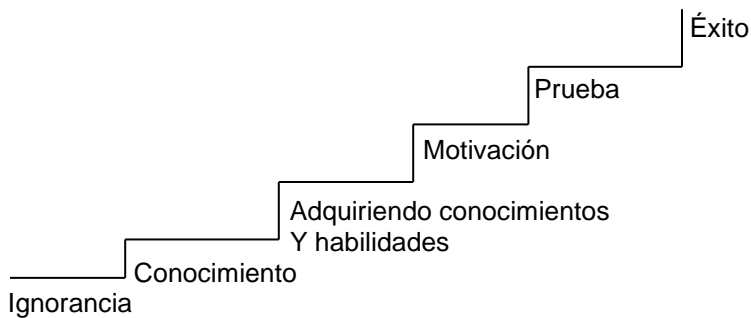 Éxito
Prueba
Motivación
Adquiriendo conocimientos
Y habilidades
Conocimiento
Ignorancia